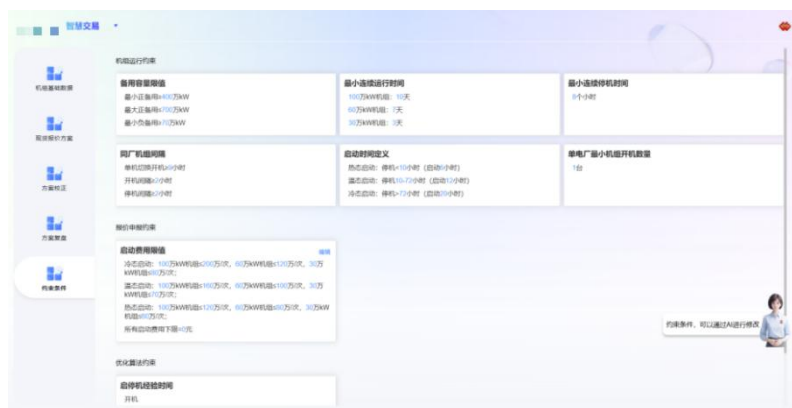 智慧交易
机组运行约束
备用容量限值
最小正备用≥400万kW
最大正备用≤700万kW
最小负备用≥70万kW
最小连续运行时间
100万kW机组：10天
60万kW机组：7天
30万kW机组：3天
最小连续停机时间
8个小时
同厂机组间隔
单机切换开机≥9小时
开机间隔≥2小时
停机间隔≥2小时
启动时间定义
热态启动：停机<10小时（启动6小时）
温态启动：停机10-72小时（启动12小时）
冷态启动：停机>72小时（启动20小时）
单电厂最小机组开机数量
1台
机组基础数据
现货报价方案
方案校正
方案复盘
约束条件
报价申报约束
启动费用限值
编辑
冷态启动：100万kW机组≤200万/次，60万kW机组≤120万/次，30万
kW机组≤80万/次；
温态启动：100万kW机组≤160万/次，60万kW机组≤100万/次，30万
kW机组≤70万/次；
热态启动：100万kW机组≤120万/次，60万kW机组≤80万/次，30万kW
机组≤60万/次；
所有启动费用下限≥0元
约束条件，可以通过AI进行修改
优化算法约束
启停机经验时间
开机